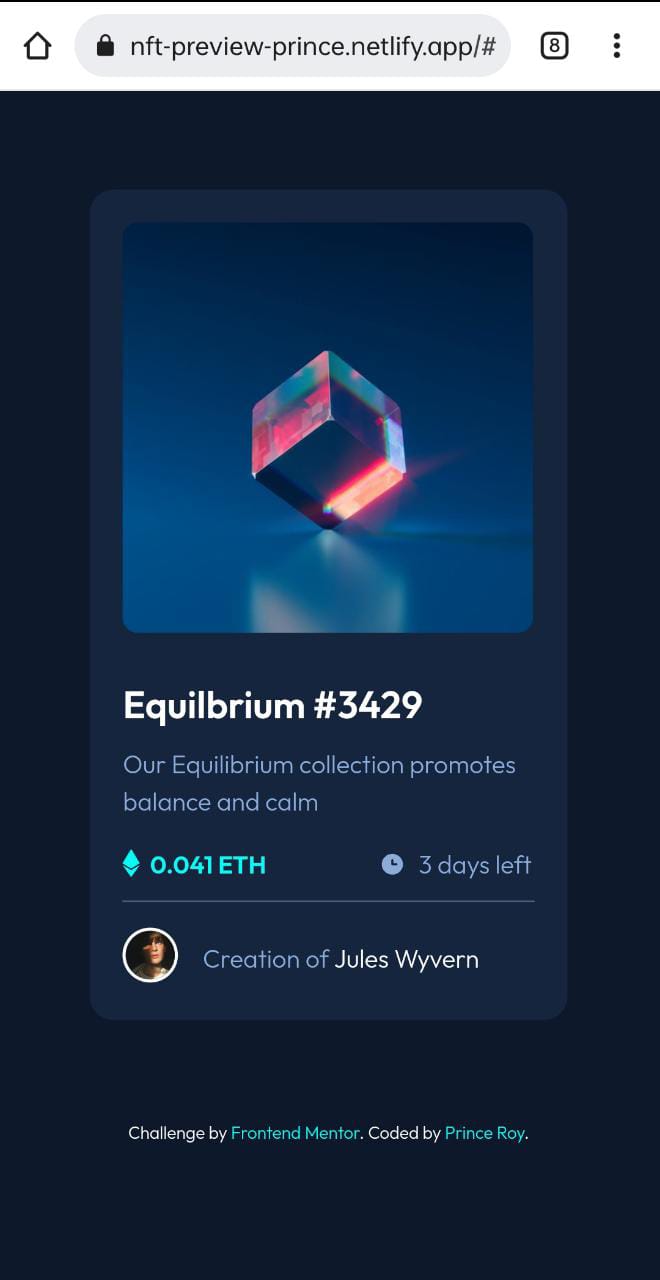 nft-preview-prince.netlify.app/#
8
Equilbrium #3429
Our Equilibrium collection promotes
balance and calm
0.041 ETH
3 days left
Creation of Jules Wyvern
Challenge by Frontend Mentor. Coded by Prince Roy.